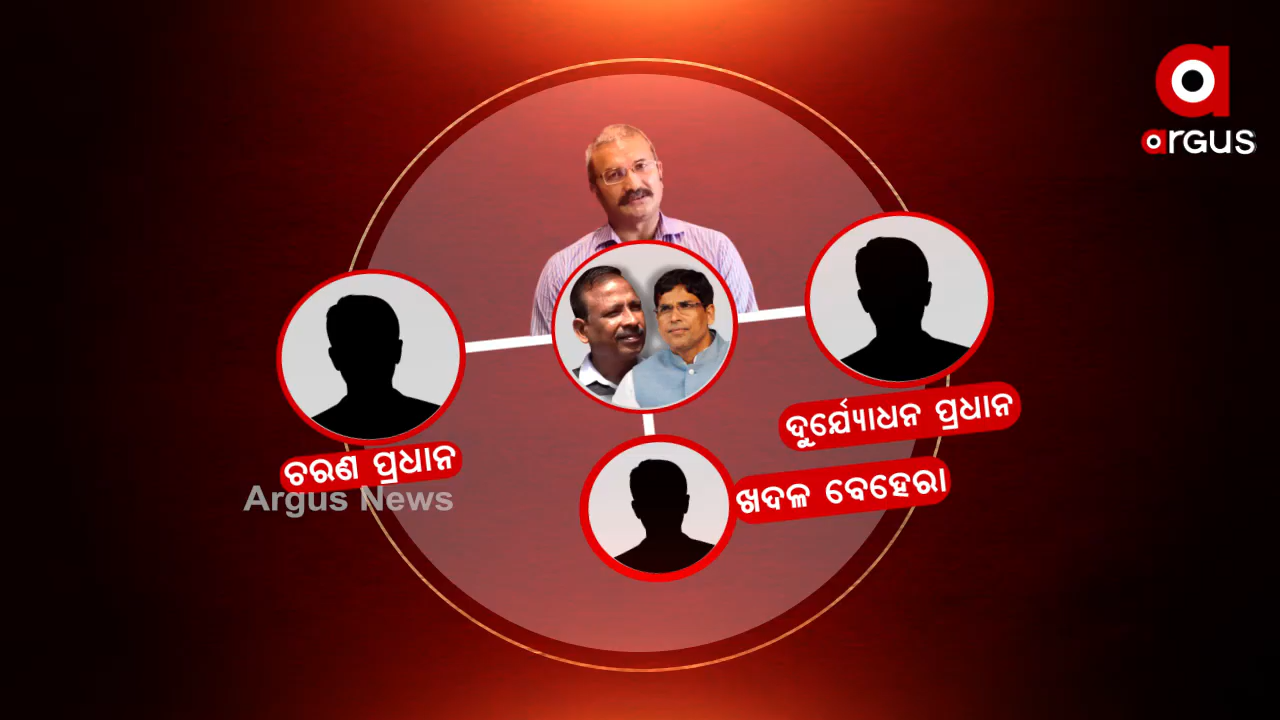 argus
ଦୁର୍ଯ୍ୟୋଧନ ପ୍ରଧାନ
ଚରଣ ପ୍ରଧାନ
ଖଦଳ ବେହେରା
Argus News